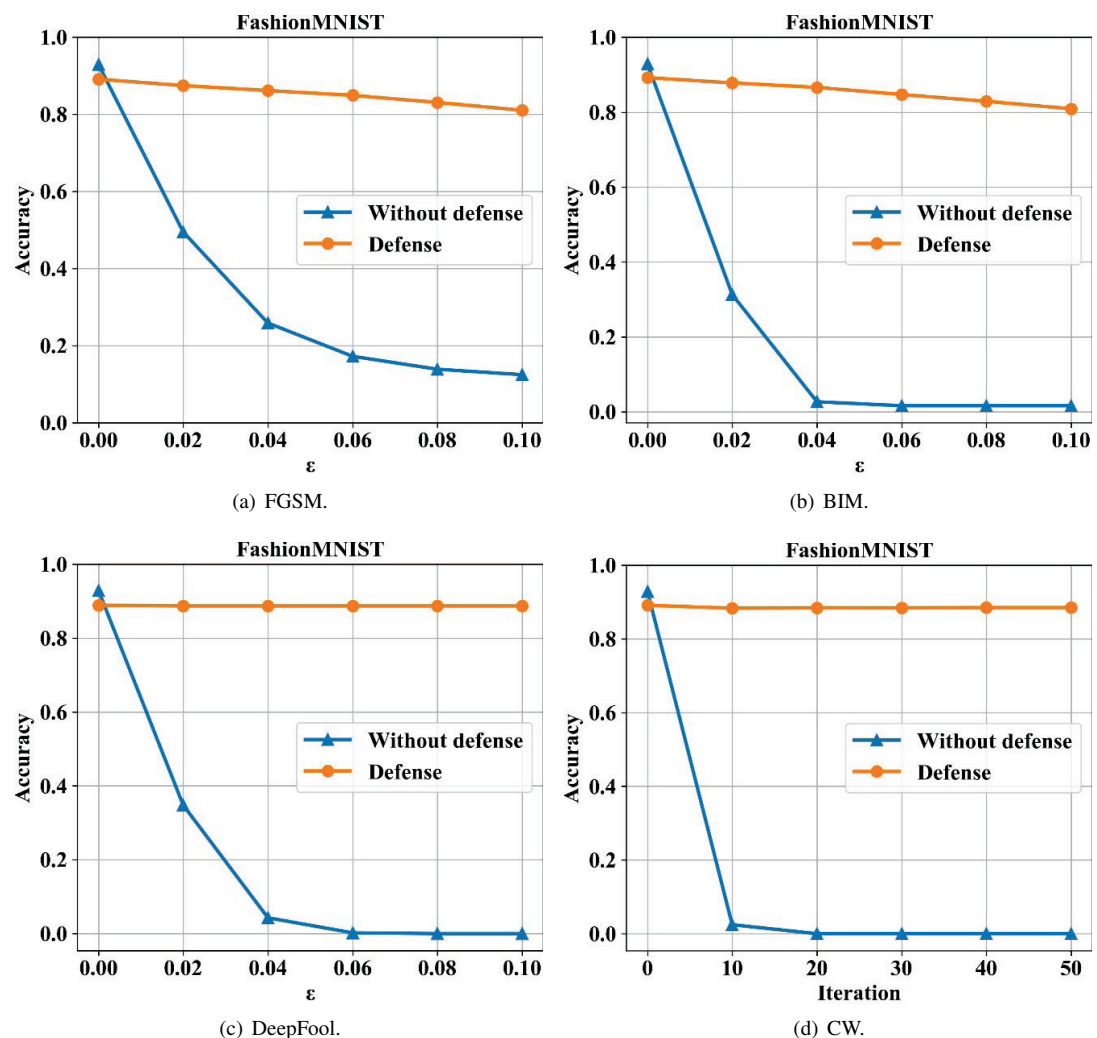 FashionMNIST
1.0
0.8
0.6
0.4
0.2
0.0
Accuracy
Without defense
Defense
0.00 0.02 0.04 0.06 0.08 0.10
ε
(a) FGSM.
FashionMNIST
1.0
0.8
0.6
0.4
0.2
0.0
Accuracy
Without defense
Defense
0.00 0.02 0.04 0.06 0.08 0.10
ε
(b) BIM.
FashionMNIST
1.0
0.8
0.6
0.4
0.2
0.0
Accuracy
Without defense
Defense
0.00 0.02 0.04 0.06 0.08 0.10
ε
(c) DeepFool.
FashionMNIST
1.0
0.8
0.6
0.4
0.2
0.0
Accuracy
Without defense
Defense
0 10 20 30 40 50
Iteration
(d) CW.